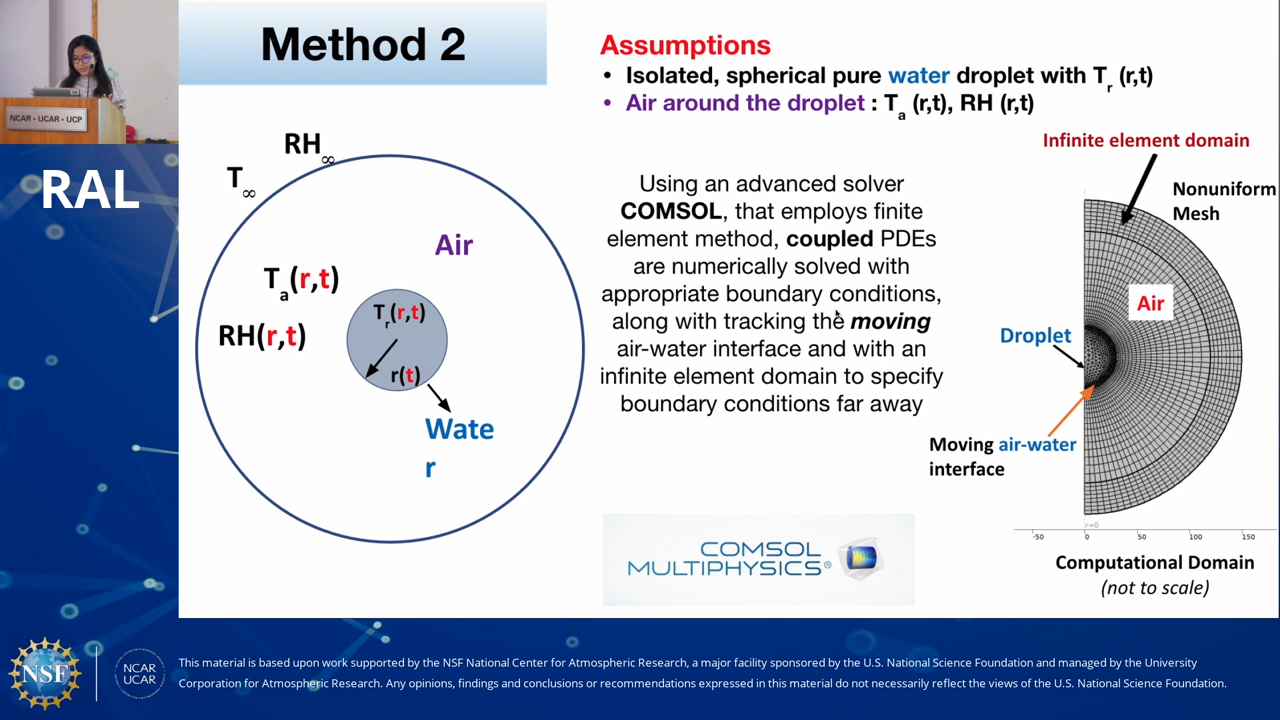 Method 2
NCAR • UCAR • UCP
RAL
Assumptions
• Isolated, spherical pure water droplet with Tr (r,t)
• Air around the droplet : Ta (r,t), RH (r,t)
RH∞
T∞
Air
Ta(r,t)
RH(r,t)
Tr(r,t)
r(t)
Wate
r
Using an advanced solver
COMSOL, that employs finite
element method, coupled PDEs
are numerically solved with
appropriate boundary conditions,
along with tracking the moving
air-water interface and with an
infinite element domain to specify
boundary conditions far away
COMSOL
MULTIPHYSICS®
Infinite element domain
Nonuniform
Mesh
Air
Droplet
Moving air-water
interface
r=0
-50 0 50 100 150
Computational Domain
(not to scale)
NSF
NCAR
UCAR
This material is based upon work supported by the NSF National Center for Atmospheric Research, a major facility sponsored by the U.S. National Science Foundation and managed by the University
Corporation for Atmospheric Research. Any opinions, findings and conclusions or recommendations expressed in this material do not necessarily reflect the views of the U.S. National Science Foundation.